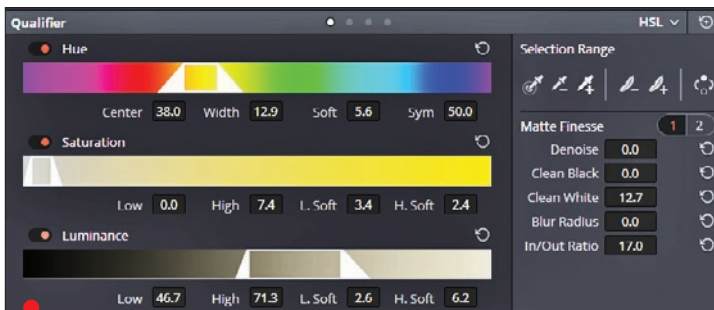 Qualifier HSL
Hue
Center 38.0 Width 12.9 Soft 5.6 Sym 50.0
Saturation
Low 0.0 High 7.4 L. Soft 3.4 H. Soft 2.4
Luminance
Low 46.7 High 71.3 L. Soft 2.6 H. Soft 6.2
Selection Range
Matte Finesse 1 2
Denoise 0.0
Clean Black 0.0
Clean White 12.7
Blur Radius 0.0
In/Out Ratio 17.0